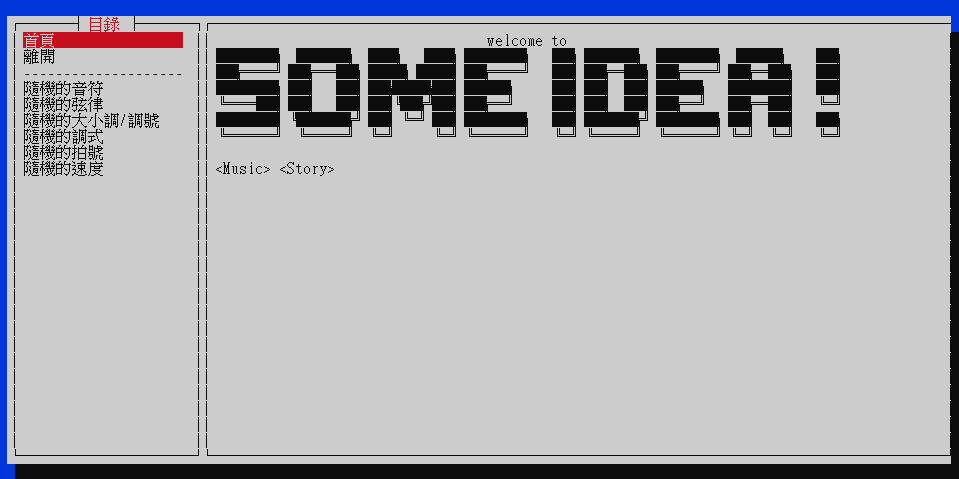 目錄
首頁
離開
--------------------
隨機的音符
隨機的弦律
隨機的大小調/調號
隨機的調式
隨機的拍號
隨機的速度
welcome to
SOME IDEA!
<Music> <Story>